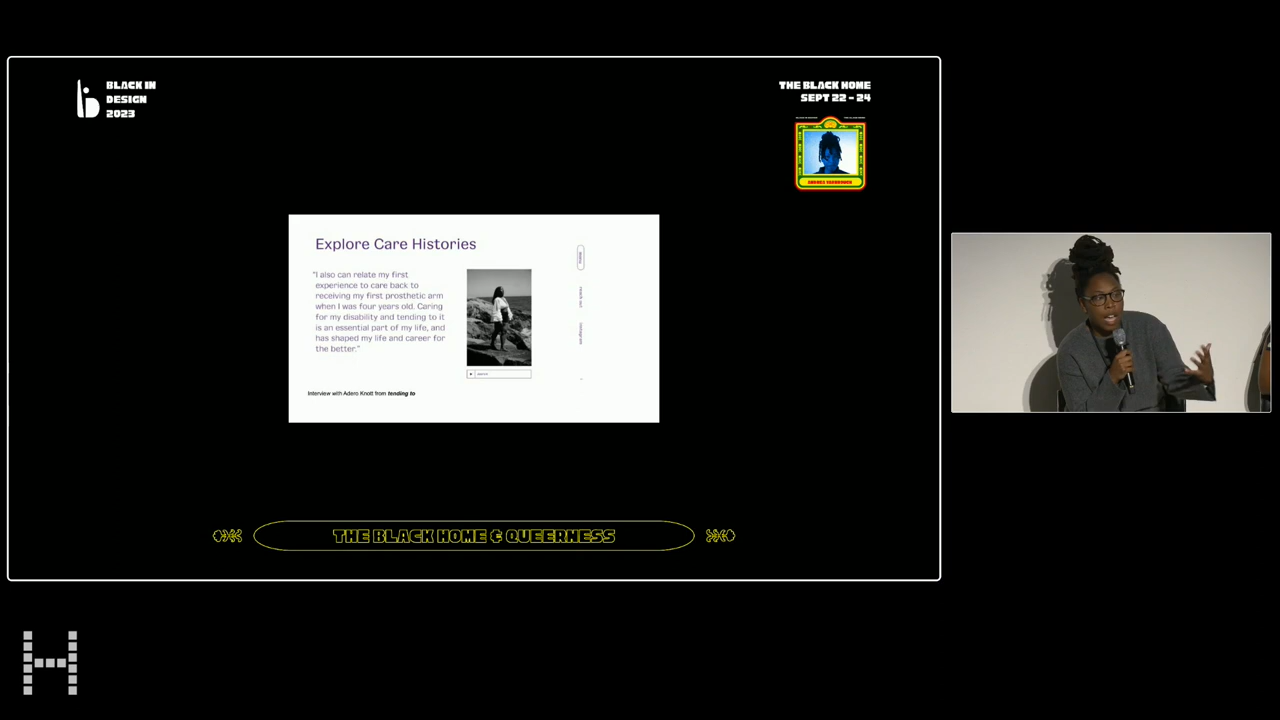 BLACK IN
DESIGN
2023
THE BLACK HOME
SEPT 22 - 24
Explore Care Histories
"I also can relate my first
experience to care back to
receiving my first prosthetic arm
when I was four years old. Caring
for my disability and tending to it
is an essential part of my life, and
has shaped my life and career for
the better."
Interview with Adero Knott from tending to
THE BLACK HOME & QUEERNESS
H